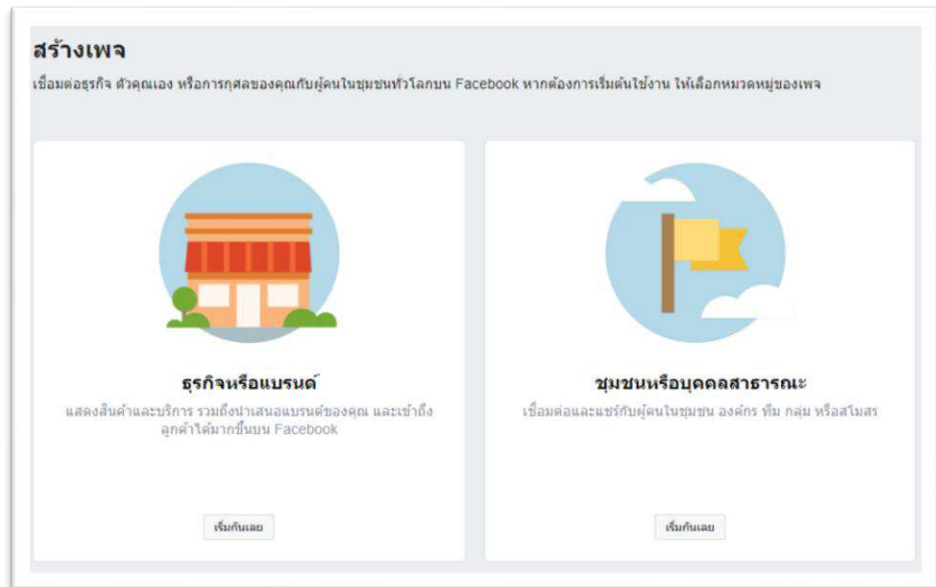 สร้างเพจ
เชื่อมต่อธุรกิจ ตัวคุณเอง หรือการกุศลของคุณกับผู้คนในชุมชนทั่วโลกบน Facebook หากต้องการเริ่มต้นใช้งาน ให้เลือกหมวดหมู่ของเพจ
ธุรกิจหรือแบรนด์
แสดงสินค้าและบริการ รวมถึงนำเสนอแบรนด์ของคุณ และเข้าถึง
ลูกค้าได้มากขึ้นบน Facebook
เริ่มกันเลย
ชุมชนหรือบุคคลสาธารณะ
เชื่อมต่อและแชร์กับผู้คนในชุมชน องค์กร ทีม กลุ่ม หรือสโมสร
เริ่มกันเลย